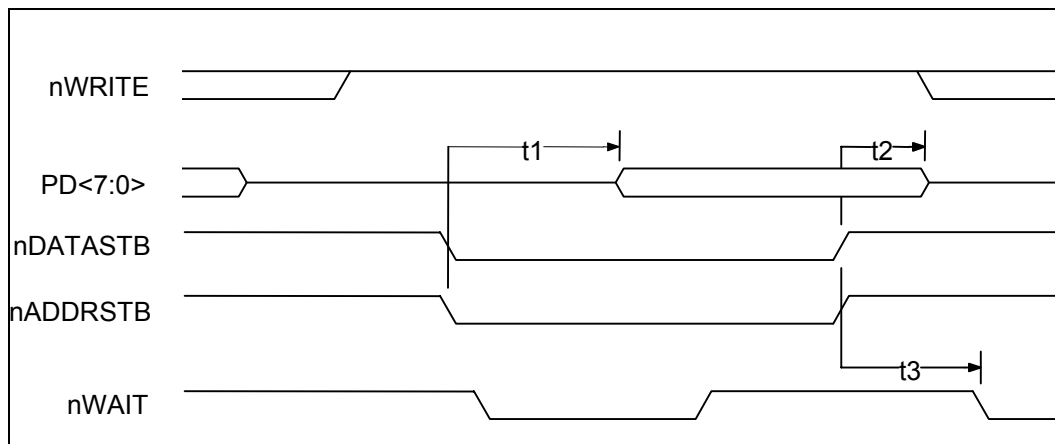 nWRITE
t1
t2
PD<7:0>
nDATASTB
nADDRSTB
t3
nWAIT